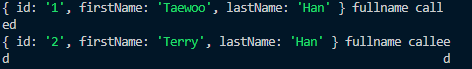 { id: '1', firstName: 'Taewoo', lastName: 'Han' } fullname call
ed
{ id: '2', firstName: 'Terry', lastName: 'Han' } fullname callee
d d